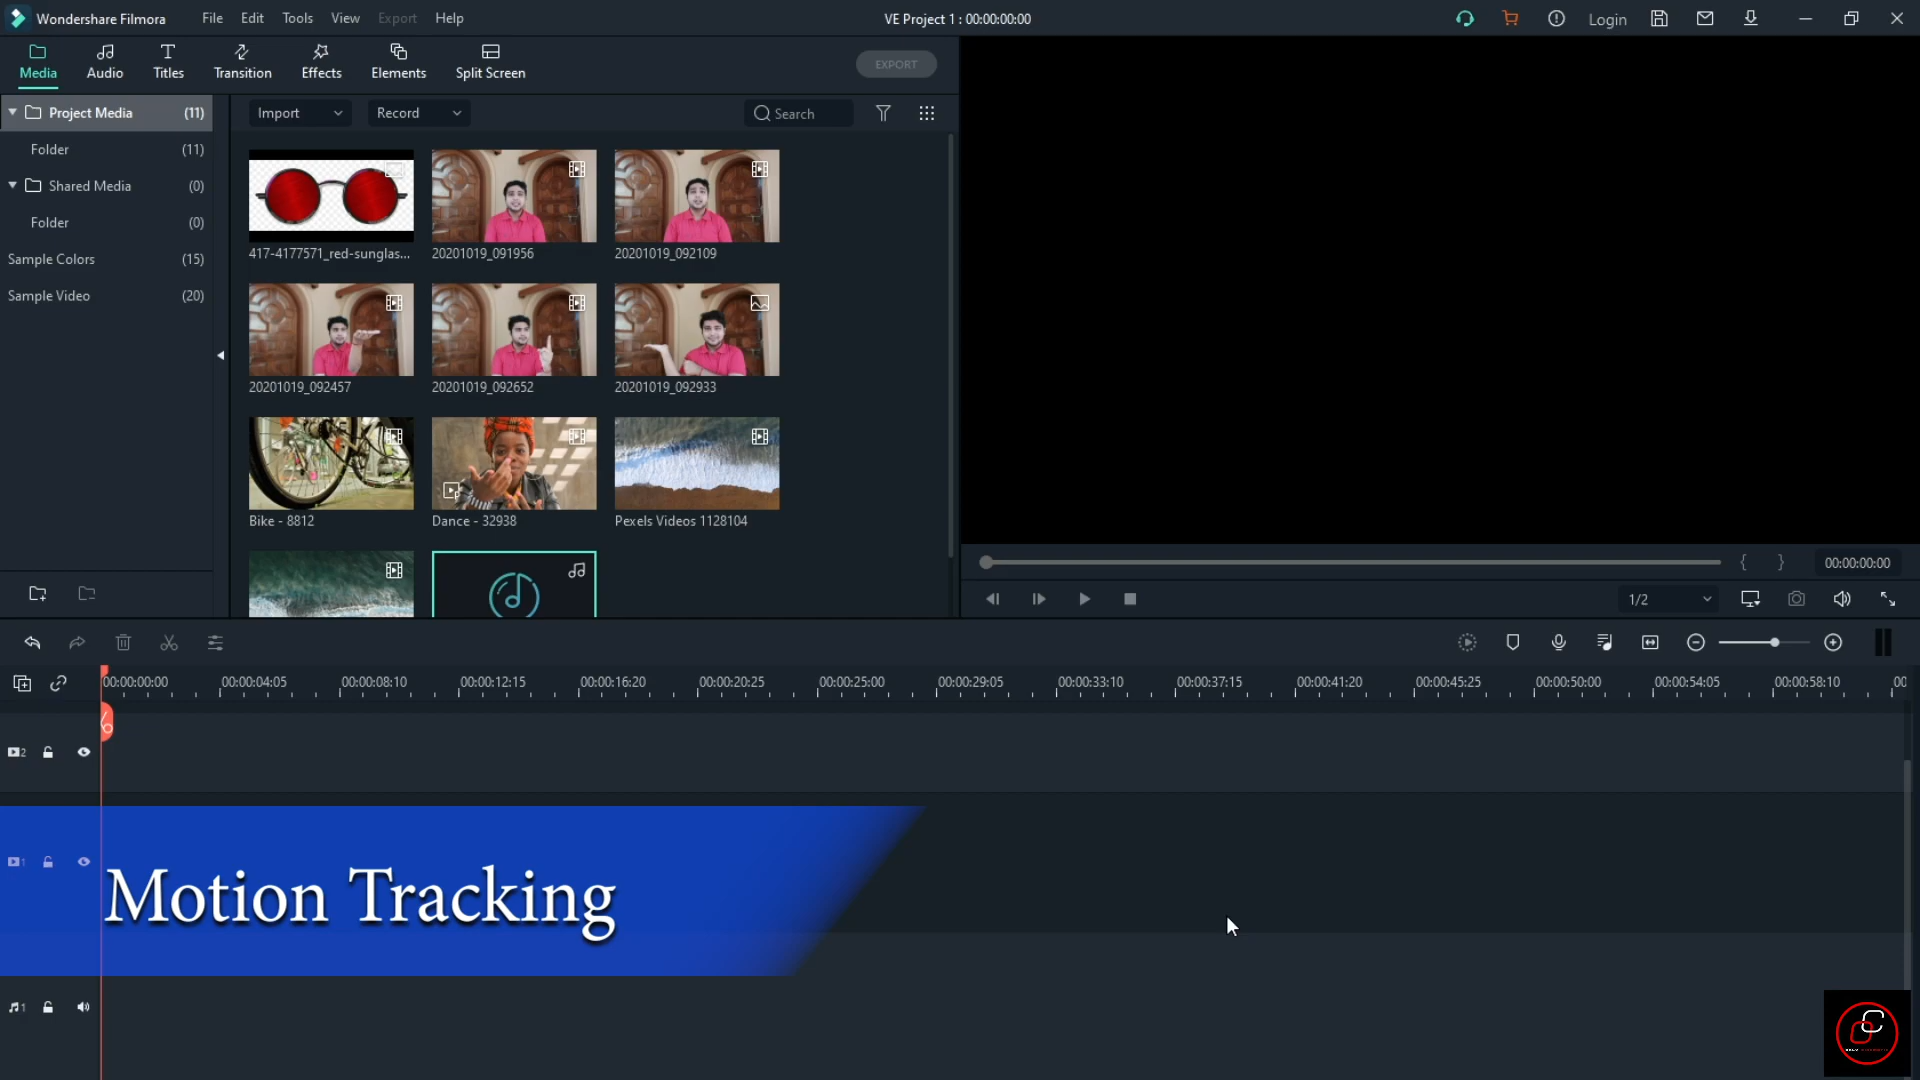 Wondershare Filmora File Edit Tools View Export Help VE Project 1 : 00:00:00:00 Login
Media Audio Titles Transition Effects Elements Split Screen EXPORT
Project Media (11) Import Record Search
Folder (11)
Shared Media (0)
Folder (0)
Sample Colors (15)
Sample Video (20)
417-4177571_red-sunglas... 20201019_091956 20201019_092109
20201019_092457 20201019_092652 20201019_092933
Bike - 8812 Dance - 32938 Pexels Videos 1128104
00:00:00:00
1/2
00:00:00:00 00:00:04:05 00:00:08:10 00:00:12:15 00:00:16:20 00:00:20:25 00:00:25:00 00:00:29:05 00:00:33:10 00:00:37:15 00:00:41:20 00:00:45:25 00:00:50:00 00:00:54:05 00:00:58:10 00
2
1
Motion Tracking
1